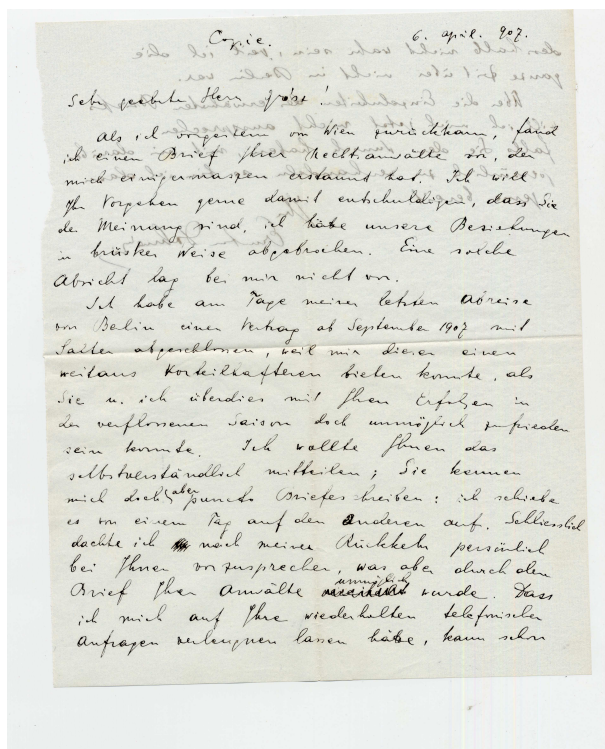 Copie. 6. april. 907.
Sehr geehrter Herr Gross!
Als ich vorgestern von Wien zurückkam, fand
ich einen Brief Ihrer Rechtsanwälte vor, der
mich einigermaszen erstaunt hat. Ich will
Ihr Vorgehen gerne damit entschuldigen, dass Sie
der Meinung sind, ich hätte unsere Beziehungen
in brüsker Weise abgebrochen. Eine solche
Absicht lag bei mir nicht vor.
Ich habe am Tage meiner letzten Abreise
von Berlin einen Vertrag ab September 1907 mit
Salter abgeschlossen, weil mir dieser einen
weitaus Vorteilhafteren bieten konnte, als
Sie u. ich überdies mit Ihren Erfolgen in
der verflossenen Saison doch unmöglich zufrieden
sein konnte. Ich wollte Ihnen das
selbstverständlich mitteilen; Sie kennen
mich doch aber puncto Briefeschreiben: ich schiebe
es von einem Tag auf den anderen auf. Schliesslich
dachte ich nach meiner Rückkehr persönlich
bei Ihnen vorzusprechen, was aber durch den
Brief Ihrer Anwälte unmöglich wurde. Dass
ich mich auf Ihre wiederholten telefonischen
Anfragen verleugnen lassen hätte, kann schon